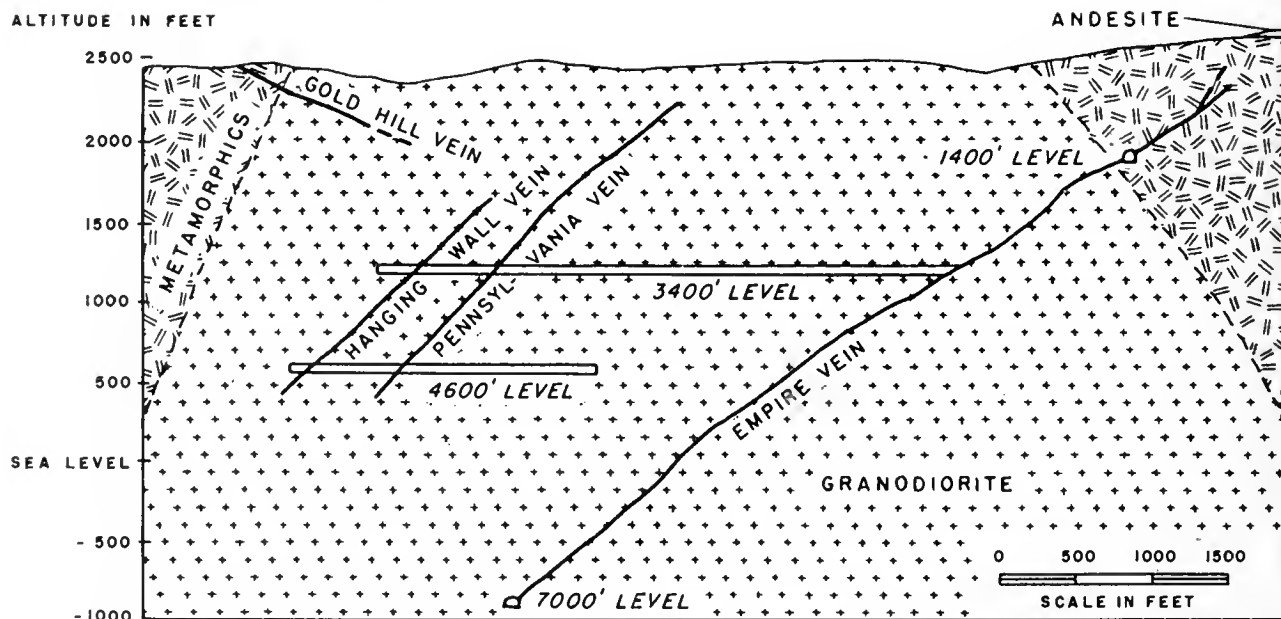 ALTITUDE IN FEET
ANDESITE
2500
2000
1500
1000
500
SEA LEVEL
- 500
-1000
METAMORPHICS
GOLD HILL VEIN
HANGING WALL VEIN
PENNSYL-VANIA VEIN
1400' LEVEL
3400' LEVEL
4600' LEVEL
EMPIRE VEIN
GRANODIORITE
7000' LEVEL
0 500 1000 1500
SCALE IN FEET